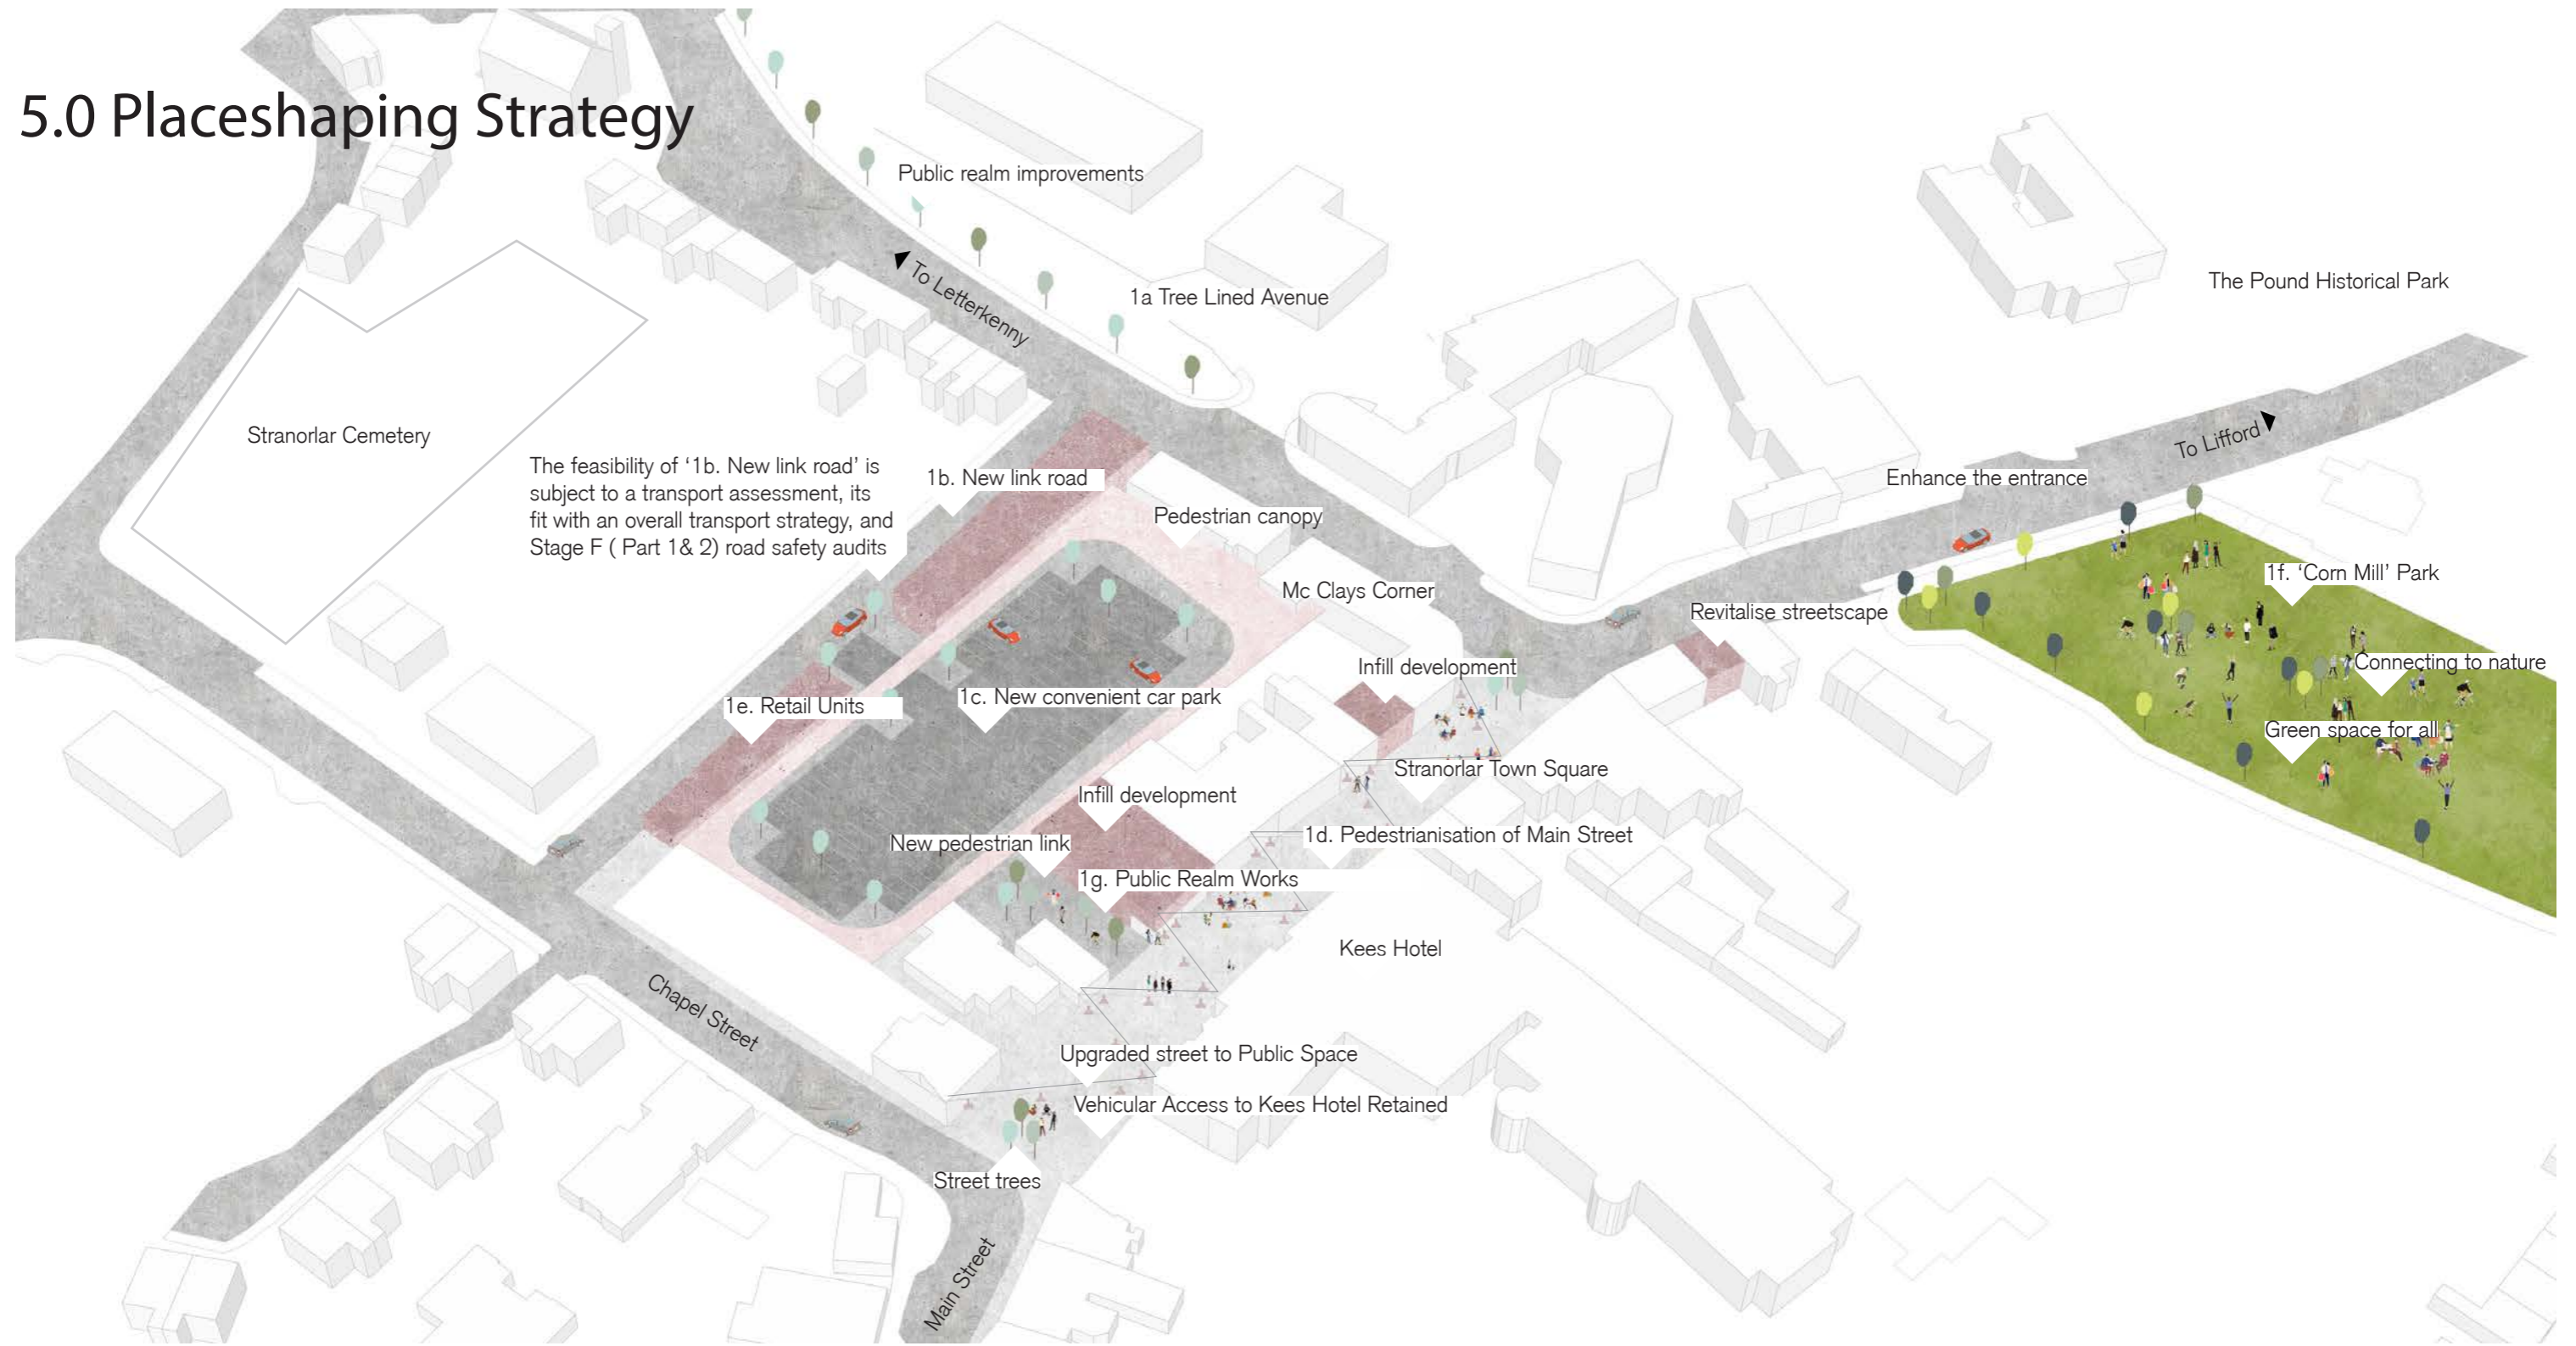 5.0 Placeshaping Strategy
Public realm improvements
To Letterkenny
1a Tree Lined Avenue
The Pound Historical Park
Stranorlar Cemetery
The feasibility of ‘1b. New link road’ is
subject to a transport assessment, its
fit with an overall transport strategy, and
Stage F ( Part 1& 2) road safety audits
1b. New link road
Pedestrian canopy
To Lifford
Enhance the entrance
Mc Clays Corner
Revitalise streetscape
1f. ‘Corn Mill’ Park
Infill development
Connecting to nature
1e. Retail Units
1c. New convenient car park
Green space for all
Stranorlar Town Square
Infill development
New pedestrian link
1d. Pedestrianisation of Main Street
1g. Public Realm Works
Kees Hotel
Chapel Street
Upgraded street to Public Space
Vehicular Access to Kees Hotel Retained
Street trees
Main Street